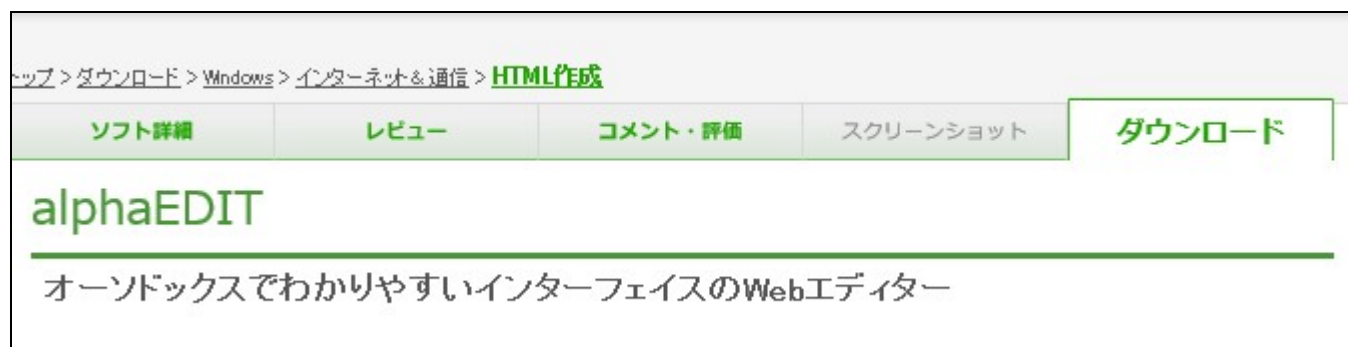 ップ > ダウンロード > Windows > インターネット&通信 > HTML作成
ソフト詳細 レビュー コメント・評価 スクリーンショット ダウンロード
alphaEDIT
オーソドックスでわかりやすいインターフェイスのWebエディター